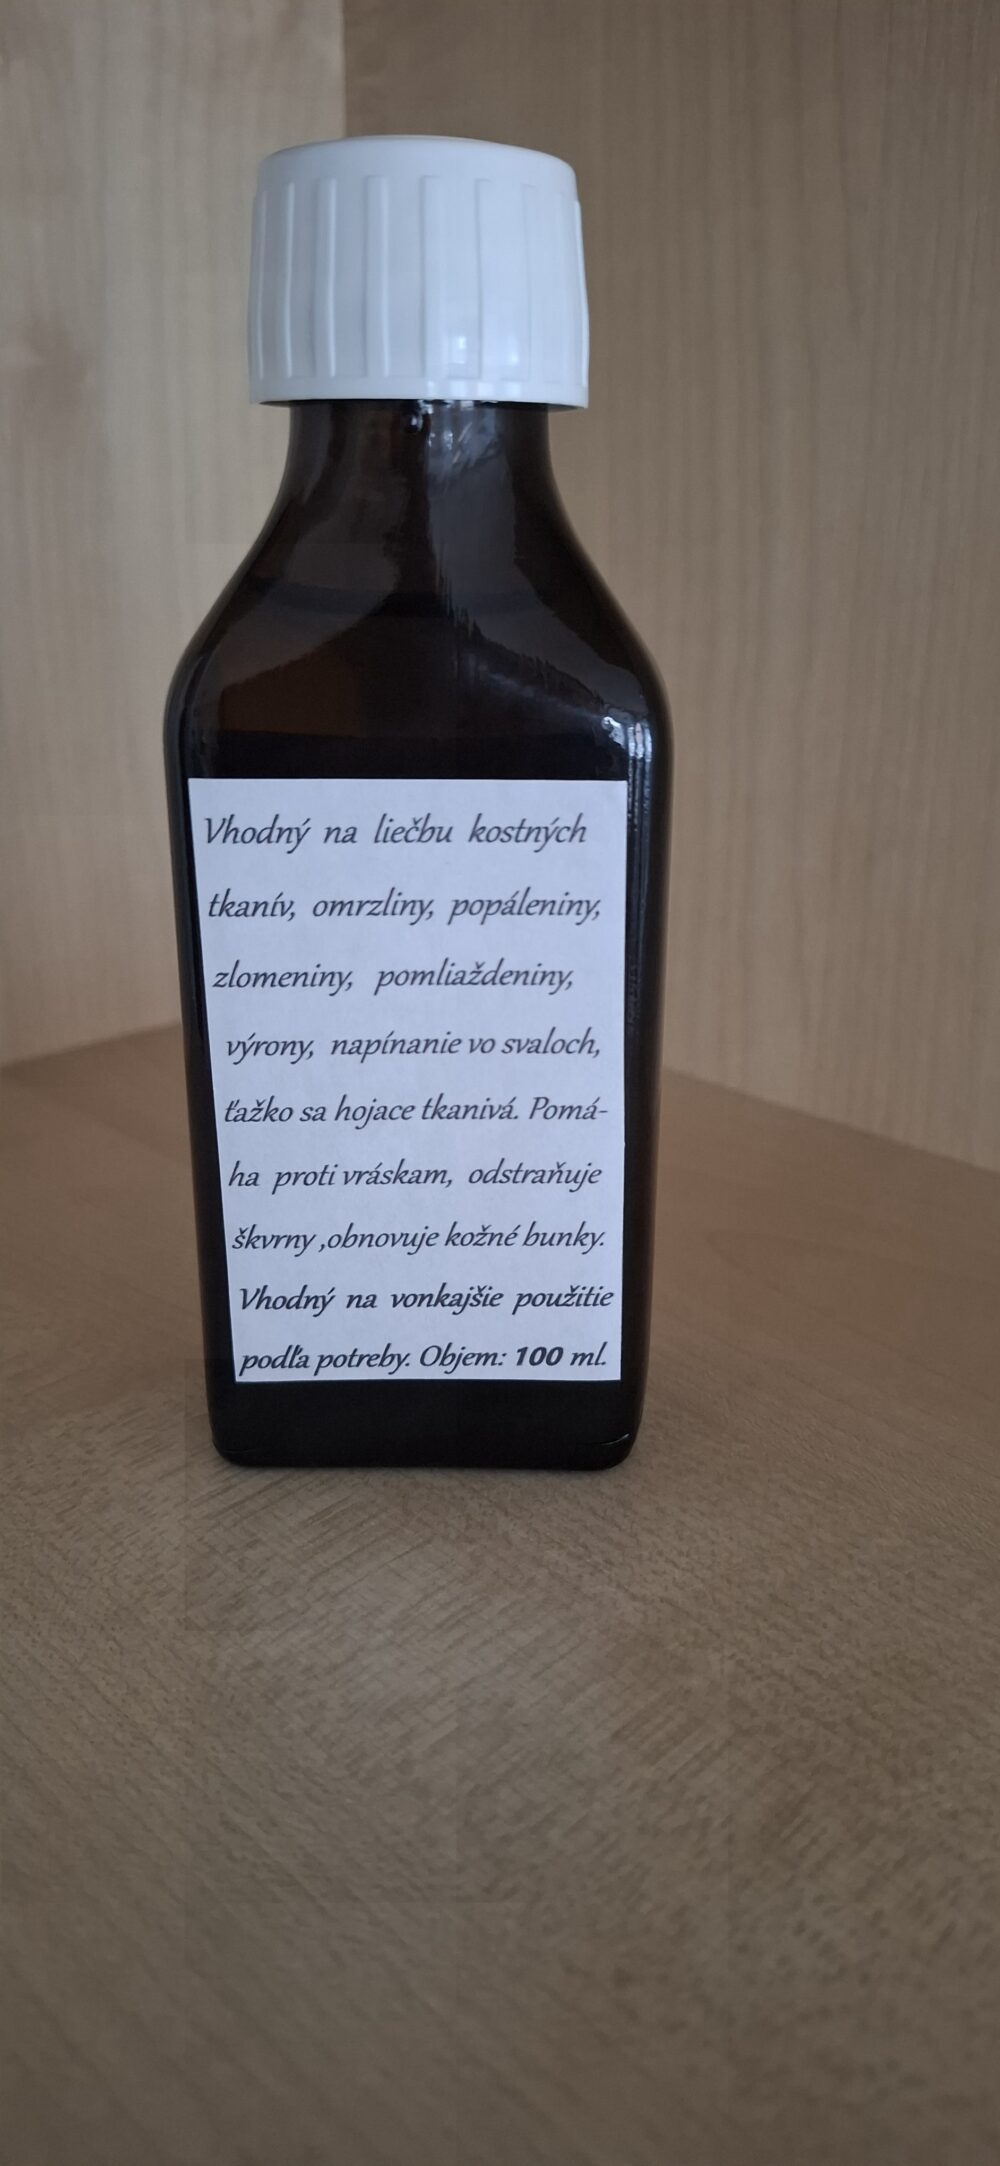 Vhodný na liečbu kostných
tkanív, omrzliny, popáleniny,
zlomeniny, pomliaždeniny,
výrony, napínanie vo svaloch,
ťažko sa hojace tkanivá. Pomá-
ha proti vráskam, odstraňuje
škvrny ,obnovuje kožné bunky.
Vhodný na vonkajšie použitie
podľa potreby. Objem: 100 ml.